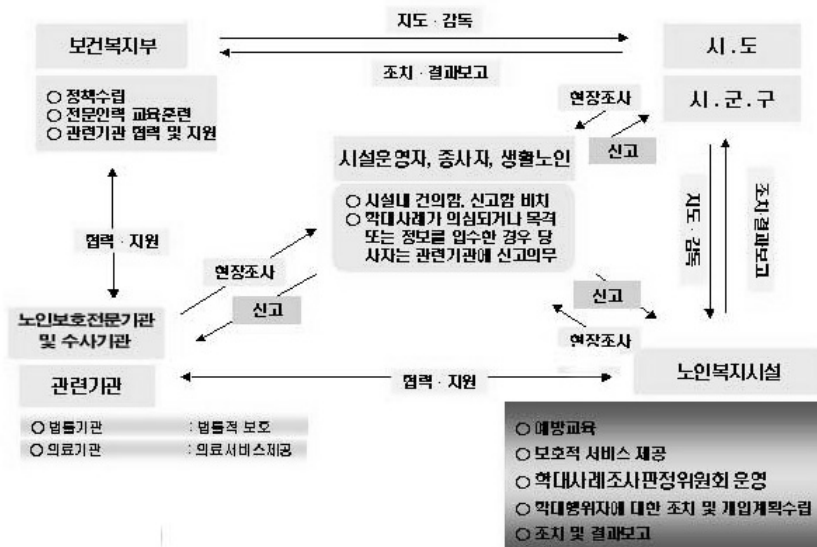 지도·감독
보건복지부
시.도
조치·결과보고
○ 정책수립
○ 전문인력 교육훈련
○ 관련기관 협력 및 지원
현장조사
시.군.구
신고
시설운영자, 종사자, 생활노인
○ 시설내 건의함, 신고함 비치
○ 학대사례가 의심되거나 목격
또는 정보를 입수한 경우 당
사자는 관련기관에 신고의무
지도·감독
조치·결과보고
협력·지원
현장조사
신고
신고
노인보호전문기관
및 수사기관
현장조사
관련기관
협력·지원
노인복지시설
○ 법률기관 : 법률적 보호
○ 의료기관 : 의료서비스제공
○ 예방교육
○ 보호적 서비스 제공
○ 학대사례조사판정위원회 운영
○ 학대행위자에 대한 조치 및 개입계획수립
○ 조치 및 결과보고